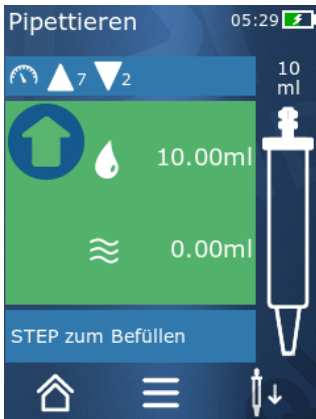 Pipettieren 05:29
7 2 10
ml
10.00ml
0.00ml
STEP zum Befüllen